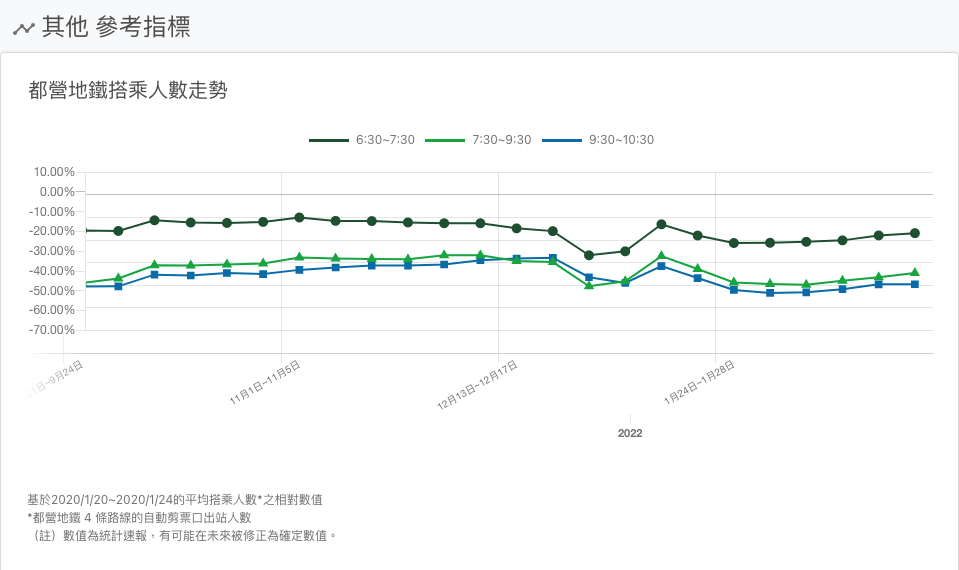 其他 參考指標
都營地鐵搭乘人數走勢
6:30~7:30 7:30~9:30 9:30~10:30
10.00%
0.00%
-10.00%
-20.00%
-30.00%
-40.00%
-50.00%
-60.00%
-70.00%
21日~9月24日 11月1日~11月5日 12月13日~12月17日 1月24日~1月28日
2022
基於2020/1/20~2020/1/24的平均搭乘人數*之相對數值
*都營地鐵 4 條路線的自動剪票口出站人數
（註）數值為統計速報，有可能在未來被修正為確定數值。